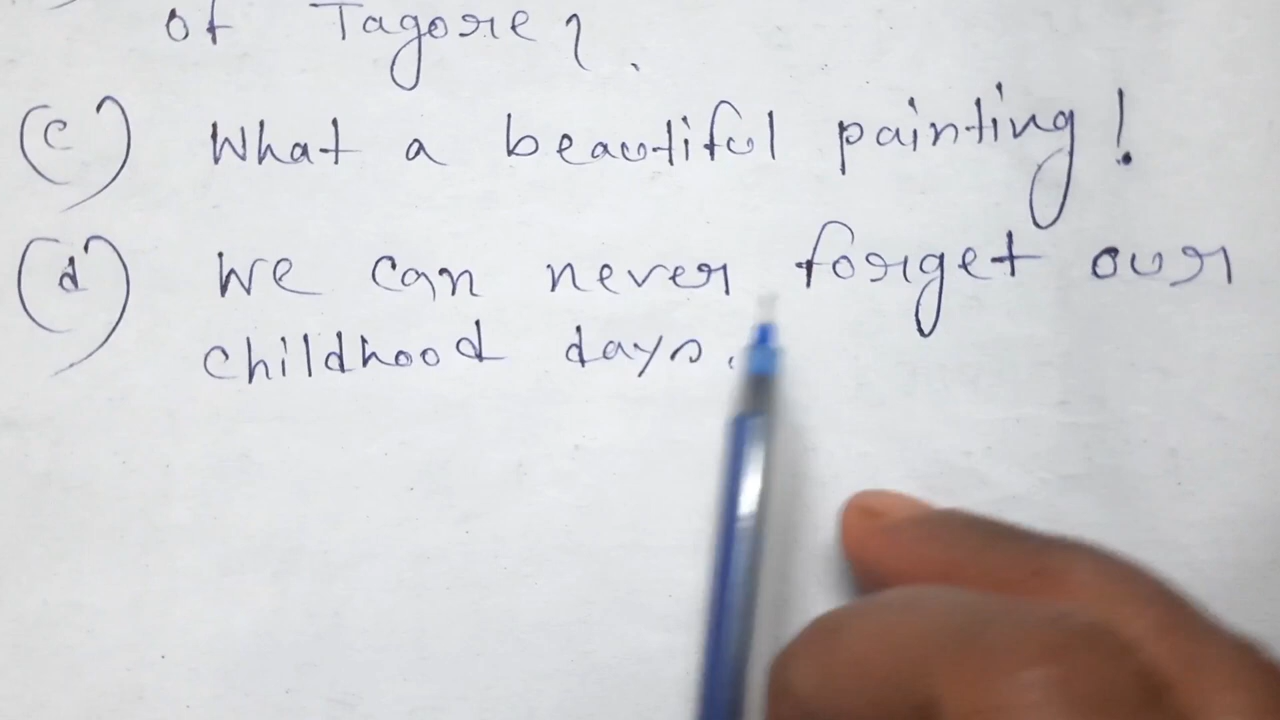 of Tagore?
(c) What a beautiful painting!
(d) We can never forget our
childhood days.